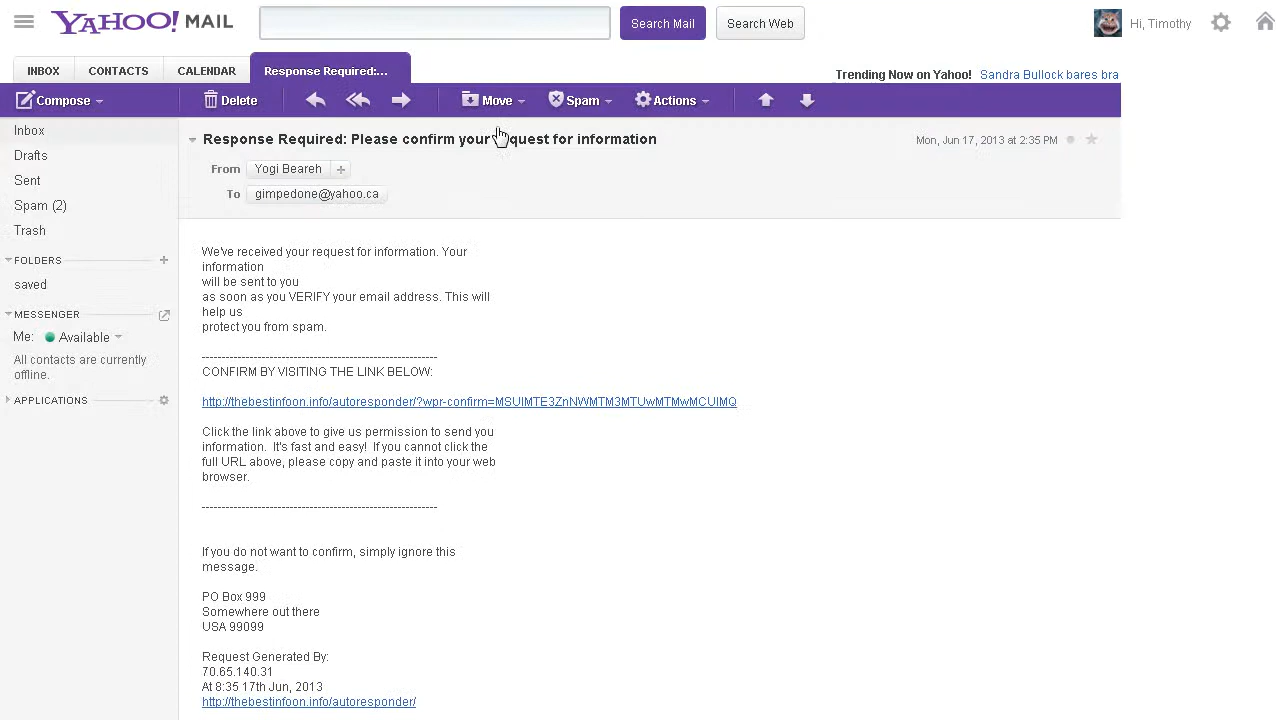 YAHOO! MAIL
Search Mail
Search Web
Hi, Timothy
INBOX
CONTACTS
CALENDAR
Response Required:...
Trending Now on Yahoo! Sandra Bullock bares bra
Compose
Delete
Move
Spam
Actions
Inbox
Drafts
Sent
Spam (2)
Trash
FOLDERS
saved
MESSENGER
Me: Available
All contacts are currently
offline.
APPLICATIONS
Response Required: Please confirm your request for information
Mon, Jun 17, 2013 at 2:35 PM
From Yogi Beareh +
To gimpedone@yahoo.ca
We've received your request for information. Your
information
will be sent to you
as soon as you VERIFY your email address. This will
help us
protect you from spam.
-----------------------------------------------------------
CONFIRM BY VISITING THE LINK BELOW:
http://thebestinfoon.info/autoresponder/?wpr-confirm=MSUlMTE3ZnNWMTM3MTUwMTMwMCUlMQ
Click the link above to give us permission to send you
information. It's fast and easy! If you cannot click the
full URL above, please copy and paste it into your web
browser.
-----------------------------------------------------------
If you do not want to confirm, simply ignore this
message.
PO Box 999
Somewhere out there
USA 99099
Request Generated By:
70.65.140.31
At 8:35 17th Jun, 2013
http://thebestinfoon.info/autoresponder/